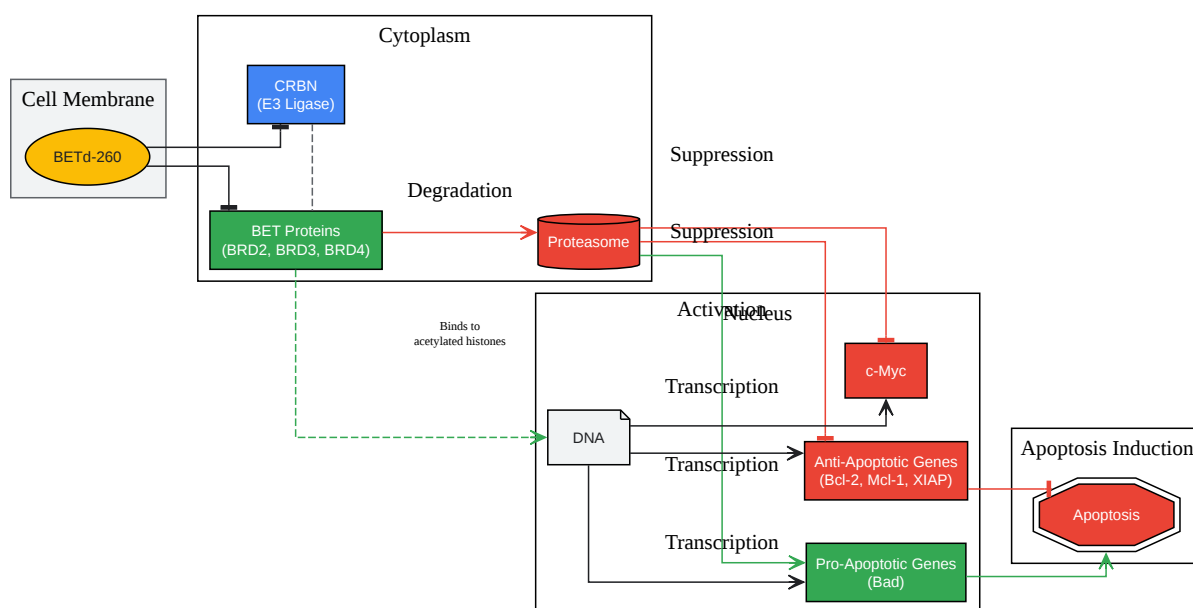 Cytoplasm
Cell Membrane
CRBN
(E3 Ligase)
BETd-260
Suppression
Degradation
BET Proteins
(BRD2, BRD3, BRD4)
Proteasome
Suppression
Activation
Nucleus
Binds to
acetylated histones
c-Myc
Transcription
DNA
Transcription
Anti-Apoptotic Genes
(Bcl-2, Mcl-1, XIAP)
Apoptosis Induction
Apoptosis
Transcription
Pro-Apoptotic Genes
(Bad)